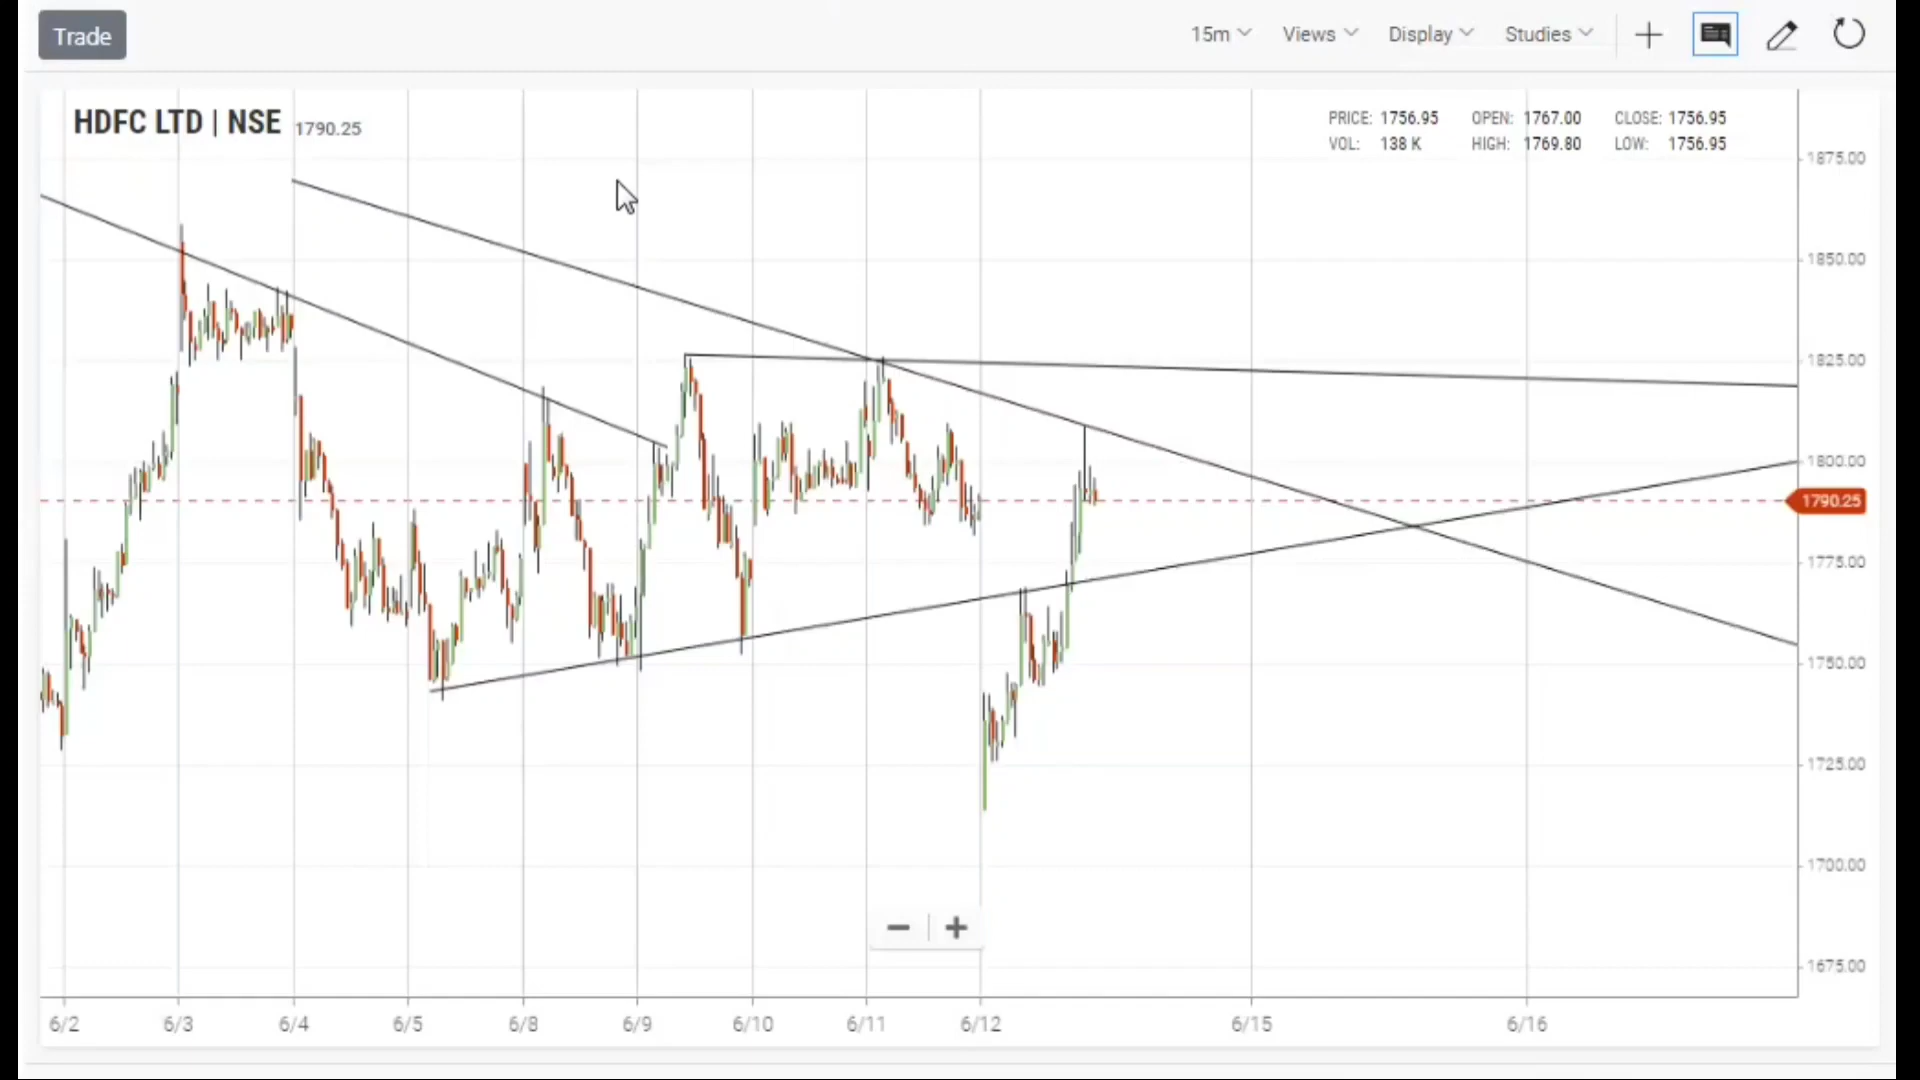 Trade 15m Views Display Studies
HDFC LTD | NSE 1790.25
PRICE: 1756.95 OPEN: 1767.00 CLOSE: 1756.95
VOL: 138 K HIGH: 1769.80 LOW: 1756.95
1875.00
1850.00
1825.00
1800.00
1790.25
1775.00
1750.00
1725.00
1700.00
1675.00
6/2 6/3 6/4 6/5 6/8 6/9 6/10 6/11 6/12 6/15 6/16